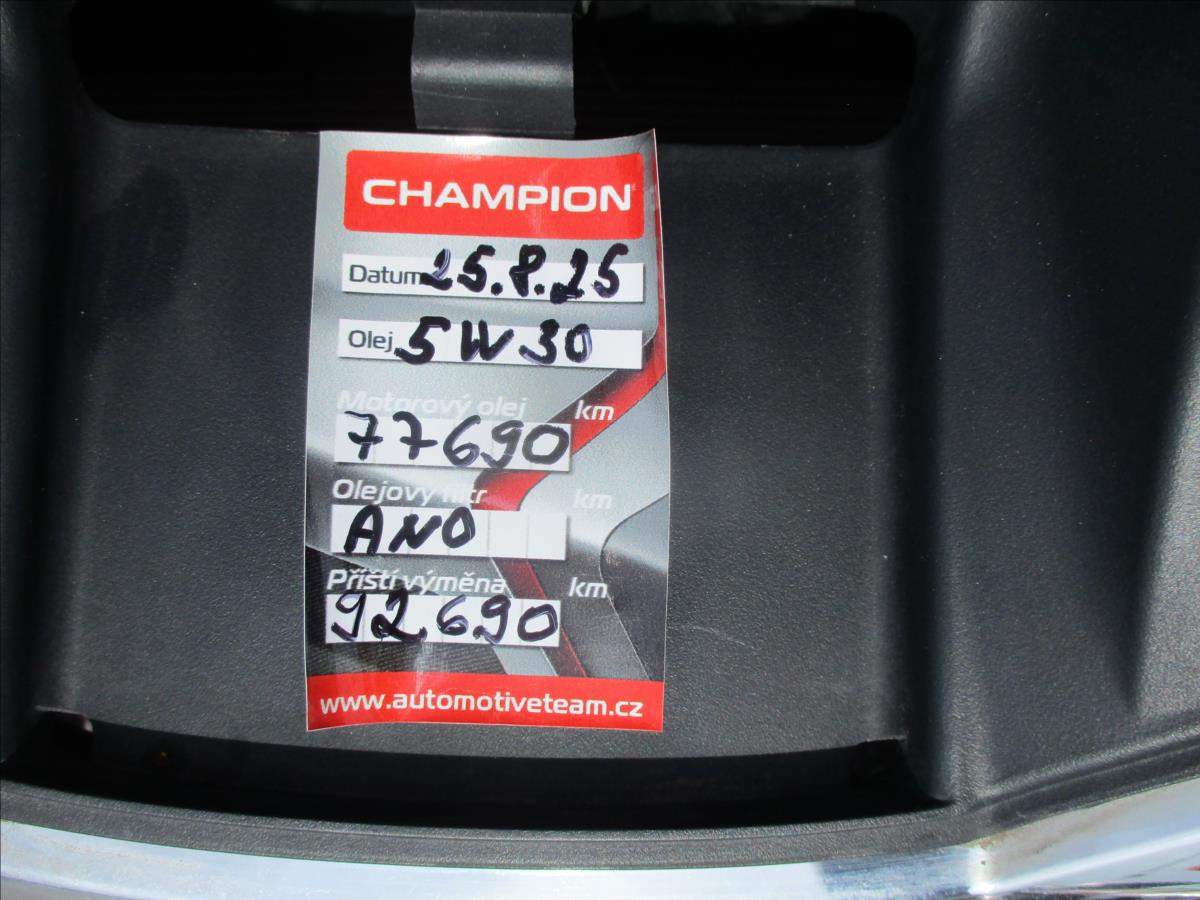 CHAMPION
Datum 25.8.25
Olej 5W30
Motorový olej km
77690
Olejový filtr km
ANO
Příští výměna km
92690
www.automotiveteam.cz